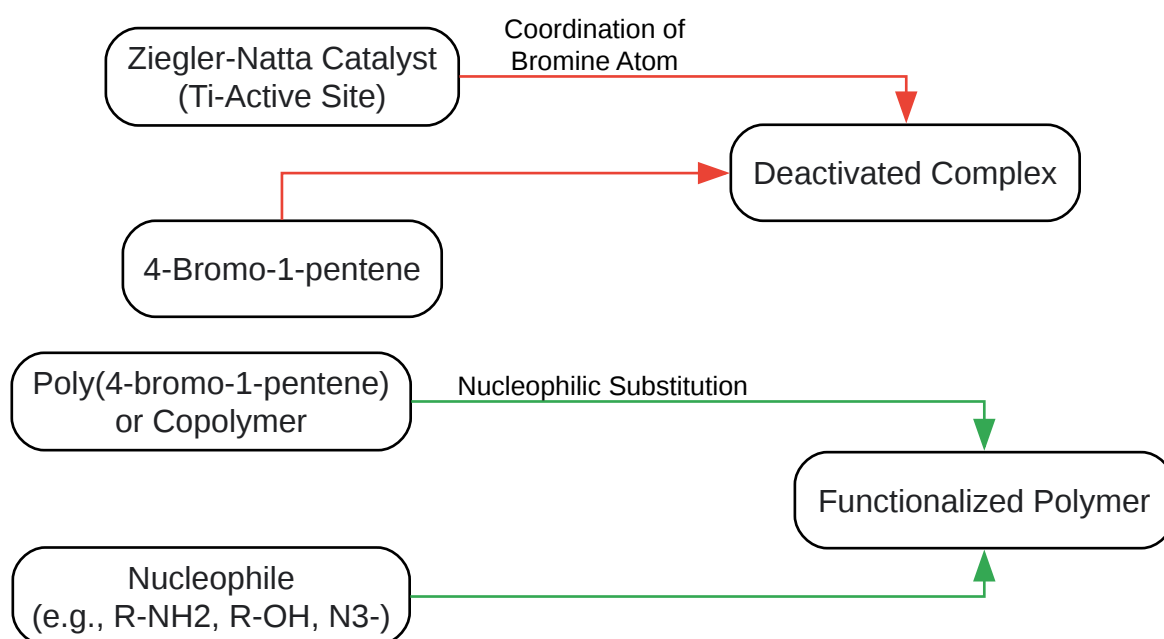 Coordination of
Bromine Atom
Ziegler-Natta Catalyst
(Ti-Active Site)
Deactivated Complex
4-Bromo-1-pentene
Poly(4-bromo-1-pentene)
or Copolymer
Nucleophilic Substitution
Functionalized Polymer
Nucleophile
(e.g., R-NH2, R-OH, N3-)